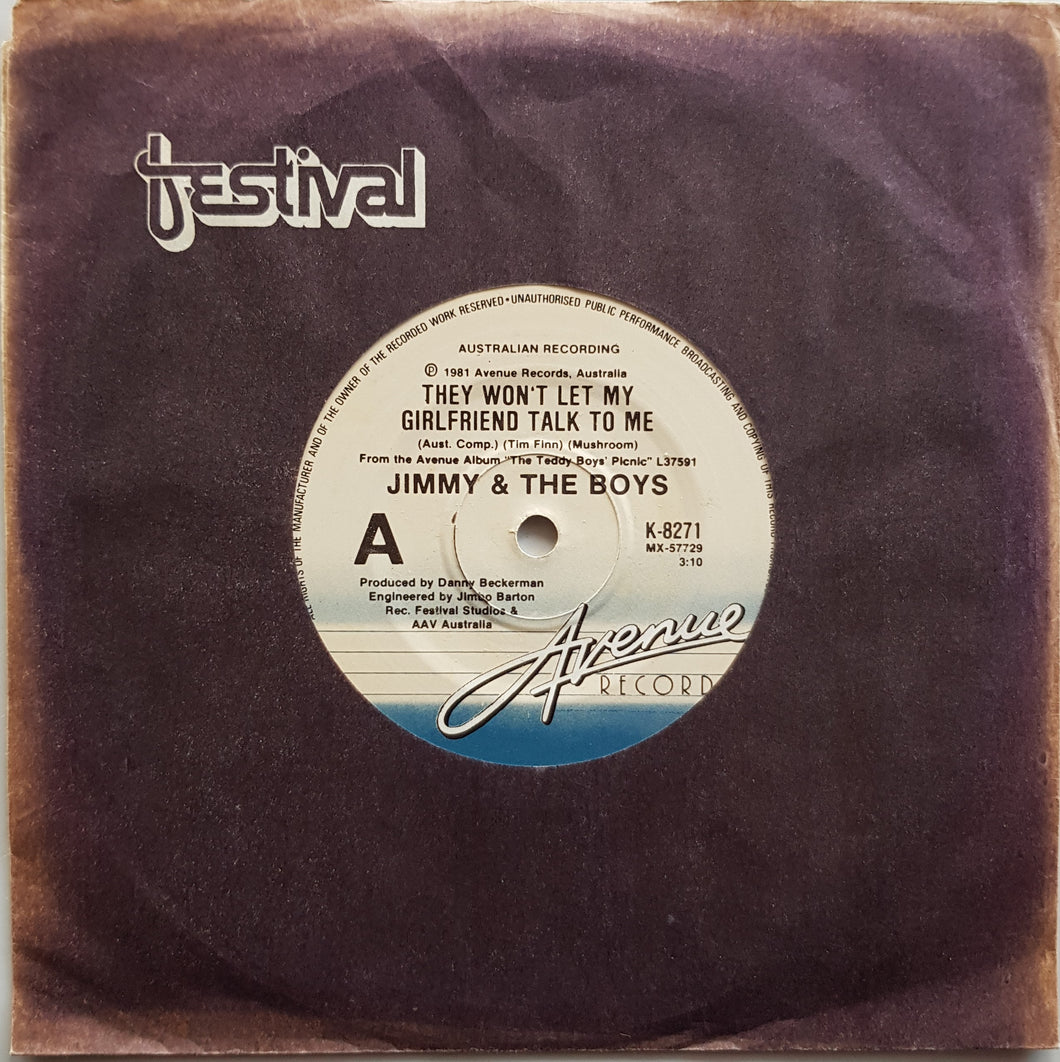 festival
ALL RIGHTS OF THE MANUFACTURER AND OF THE OWNER OF THE RECORDED WORK RESERVED • UNAUTHORISED PUBLIC PERFORMANCE BROADCASTING AND COPYING OF THIS RECORD
AUSTRALIAN RECORDING
℗ 1981 Avenue Records, Australia
THEY WON'T LET MY
GIRLFRIEND TALK TO ME
(Aust. Comp.) (Tim Finn) (Mushroom)
From the Avenue Album "The Teddy Boys' Picnic" L37591
JIMMY & THE BOYS
A
K-8271
MX-57729
3:10
Produced by Danny Beckerman
Engineered by Jimbo Barton
Rec. Festival Studios &
AAV Australia
Avenue
RECORD